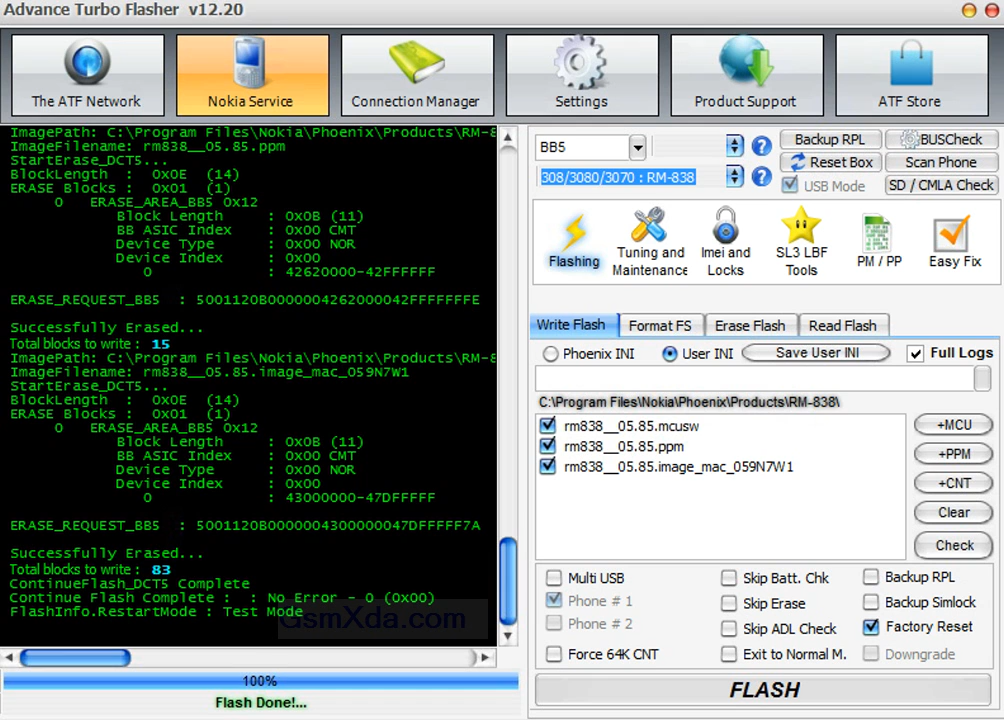 Advance Turbo Flasher v12.20
The ATF Network
Nokia Service
Connection Manager
Settings
Product Support
ATF Store
ImagePath: C:\Program Files\Nokia\Phoenix\Products\RM-8
ImageFilename: rm838__05.85.ppm
StartErase_DCT5...
BlockLength : 0x0E (14)
ERASE Blocks : 0x01 (1)
0 ERASE_AREA_BB5 0x12
Block Length : 0x0B (11)
BB ASIC Index : 0x00 CMT
Device Type : 0x00 NOR
Device Index : 0x00
0 : 42620000-42FFFFFF
ERASE_REQUEST_BB5 : 5001120B0000004262000042FFFFFFFE
Successfully Erased...
Total blocks to write : 15
ImagePath: C:\Program Files\Nokia\Phoenix\Products\RM-8
ImageFilename: rm838__05.85.image_mac_059N7W1
StartErase_DCT5...
BlockLength : 0x0E (14)
ERASE Blocks : 0x01 (1)
0 ERASE_AREA_BB5 0x12
Block Length : 0x0B (11)
BB ASIC Index : 0x00 CMT
Device Type : 0x00 NOR
Device Index : 0x00
0 : 43000000-47DFFFFF
ERASE_REQUEST_BB5 : 5001120B0000004300000047DFFFFF7A
Successfully Erased...
Total blocks to write : 83
ContinueFlash_DCT5 Complete
Continue Flash Complete : : No Error - 0 (0x00)
FlashInfo.RestartMode : Test Mode
GsmXda.com
100%
Flash Done!...
BB5
Backup RPL
BUSCheck
308/3080/3070 : RM-838
Reset Box
Scan Phone
USB Mode
SD / CMLA Check
Flashing
Tuning and
Maintenance
Imei and
Locks
SL3 LBF
Tools
PM / PP
Easy Fix
Write Flash
Format FS
Erase Flash
Read Flash
Phoenix INI
User INI
Save User INI
Full Logs
C:\Program Files\Nokia\Phoenix\Products\RM-838\
rm838__05.85.mcusw
rm838__05.85.ppm
rm838__05.85.image_mac_059N7W1
+MCU
+PPM
+CNT
Clear
Check
Multi USB
Skip Batt. Chk
Backup RPL
Phone # 1
Skip Erase
Backup Simlock
Phone # 2
Skip ADL Check
Factory Reset
Force 64K CNT
Exit to Normal M.
Downgrade
FLASH